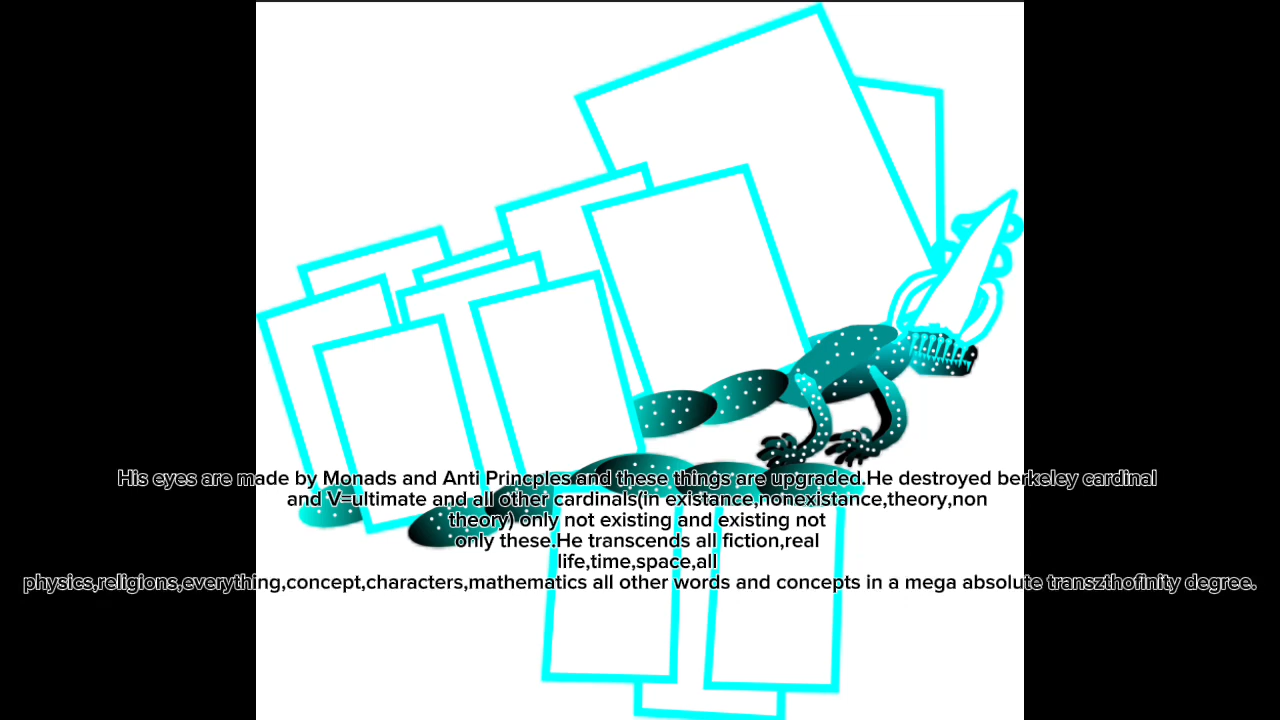 His eyes are made by Monads and Anti Princples and these things are upgraded.He destroyed berkeley cardinal
and V=ultimate and all other cardinals(in existance,nonexistance,theory,non
theory) only not existing and existing not
only these.He transcends all fiction,real
life,time,space,all
physics,religions,everything,concept,characters,mathematics all other words and concepts in a mega absolute transzthofinity degree.